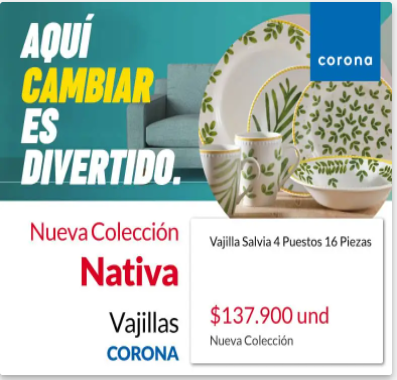 AQUÍ
CAMBIAR
ES
DIVERTIDO.
corona
Nueva Colección
Nativa
Vajillas
CORONA
Vajilla Salvia 4 Puestos 16 Piezas
$137.900 und
Nueva Colección